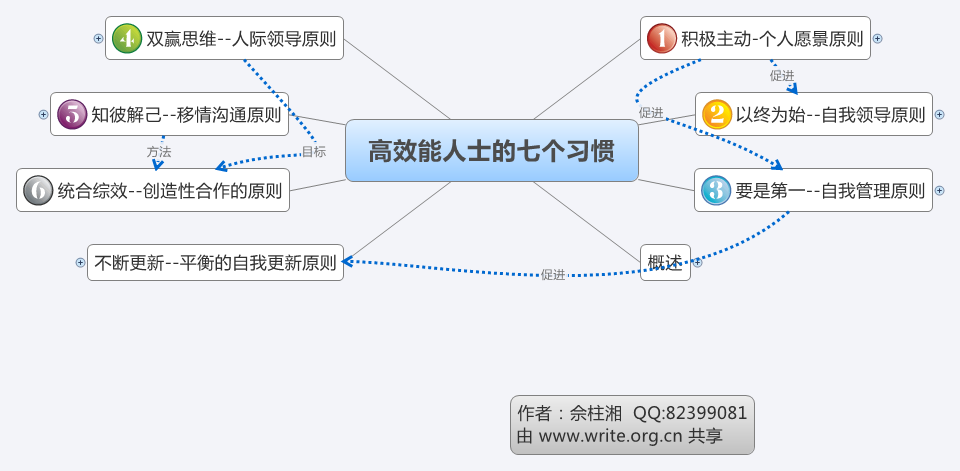 高效能人士的七个习惯
1 积极主动-个人愿景原则
促进
促进
2 以终为始--自我领导原则
3 要是第一--自我管理原则
促进
概述
4 双赢思维--人际领导原则
5 知彼解己--移情沟通原则
方法
目标
6 统合综效--创造性合作的原则
不断更新--平衡的自我更新原则
作者：佘柱湘 QQ:82399081
由 www.write.org.cn 共享